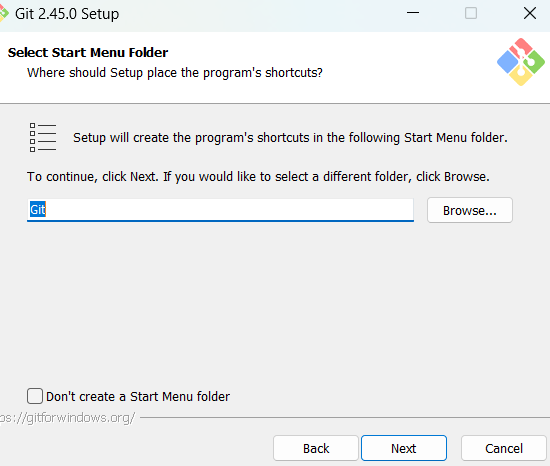 Git 2.45.0 Setup
Select Start Menu Folder
Where should Setup place the program's shortcuts?
Setup will create the program's shortcuts in the following Start Menu folder.
To continue, click Next. If you would like to select a different folder, click Browse.
Git
Browse...
Don't create a Start Menu folder
ps://gitforwindows.org/
Back
Next
Cancel